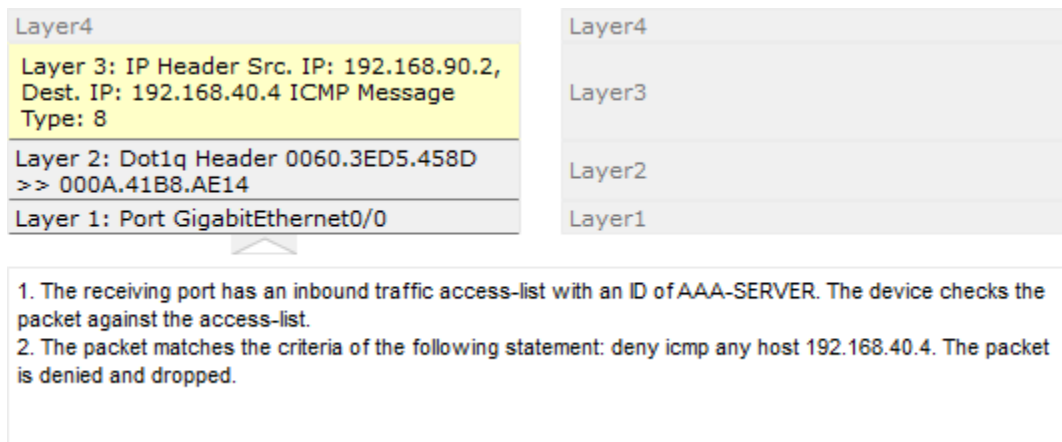 Layer4
Layer 3: IP Header Src. IP: 192.168.90.2,
Dest. IP: 192.168.40.4 ICMP Message
Type: 8
Layer 2: Dot1q Header 0060.3ED5.458D
>> 000A.41B8.AE14
Layer 1: Port GigabitEthernet0/0
Layer4
Layer3
Layer2
Layer1
1. The receiving port has an inbound traffic access-list with an ID of AAA-SERVER. The device checks the
packet against the access-list.
2. The packet matches the criteria of the following statement: deny icmp any host 192.168.40.4. The packet
is denied and dropped.